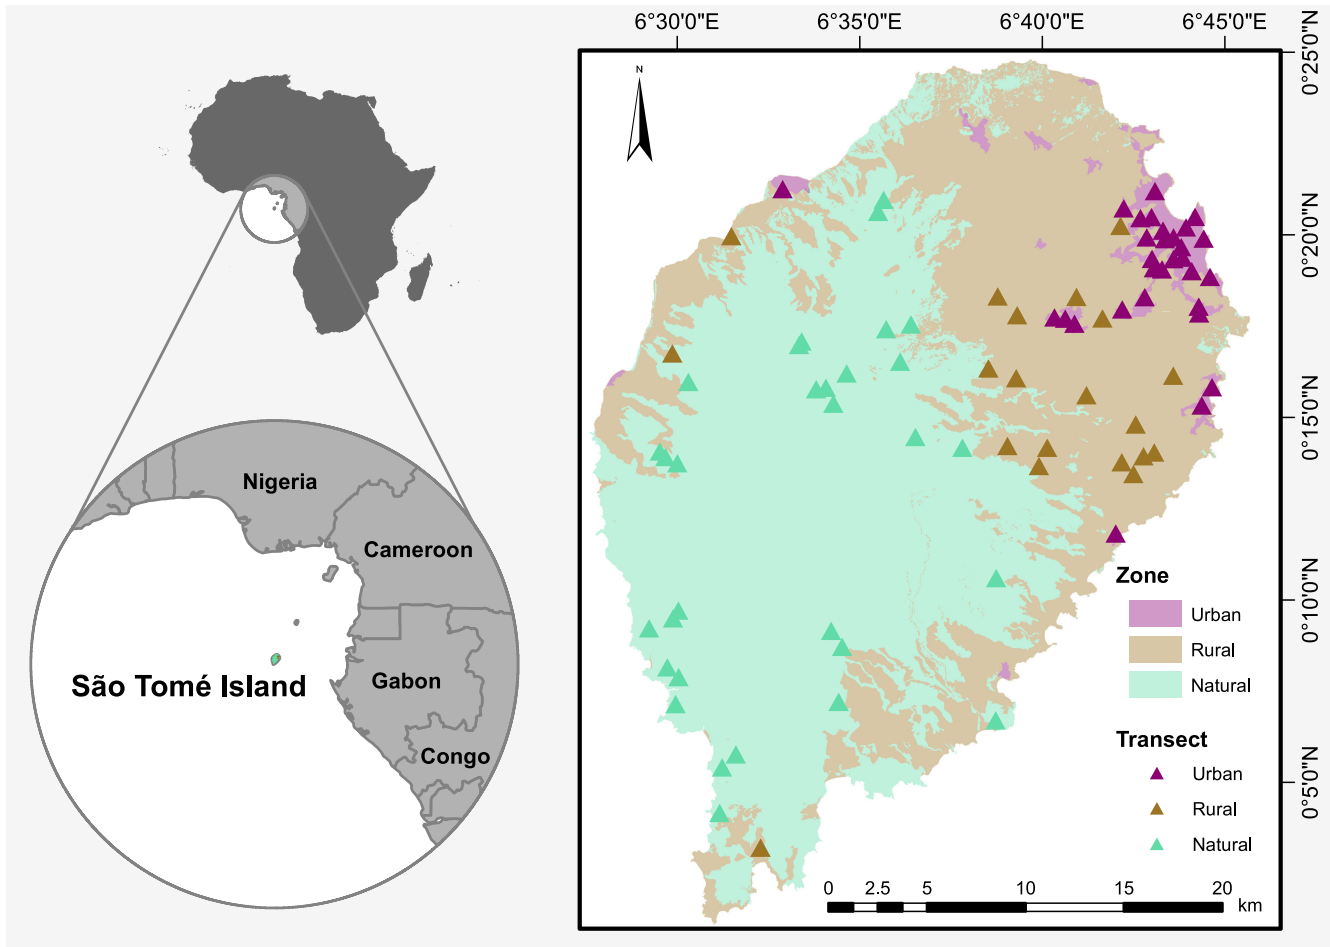 6°30'0"E
6°35'0"E
6°40'0"E
6°45'0"E
0°25'0"N
0°20'0"N
0°15'0"N
0°10'0"N
0°5'0"N
N
Nigeria
Cameroon
São Tomé Island
Gabon
Congo
Zone
Urban
Rural
Natural
Transect
Urban
Rural
Natural
0 2.5 5 10 15 20
km